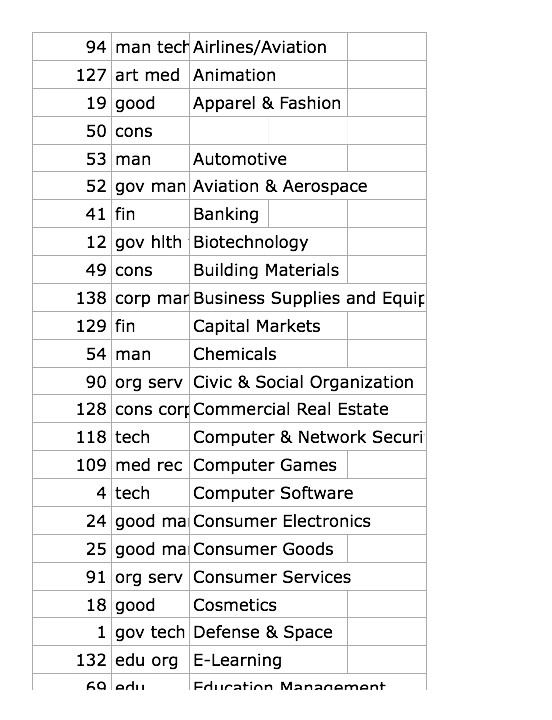 94 man tech Airlines/Aviation
127 art med Animation
19 good Apparel & Fashion
50 cons
53 man Automotive
52 gov man Aviation & Aerospace
41 fin Banking
12 gov hlth Biotechnology
49 cons Building Materials
138 corp man Business Supplies and Equip
129 fin Capital Markets
54 man Chemicals
90 org serv Civic & Social Organization
128 cons corp Commercial Real Estate
118 tech Computer & Network Securi
109 med rec Computer Games
4 tech Computer Software
24 good ma Consumer Electronics
25 good ma Consumer Goods
91 org serv Consumer Services
18 good Cosmetics
1 gov tech Defense & Space
132 edu org E-Learning
69 edu Education Management